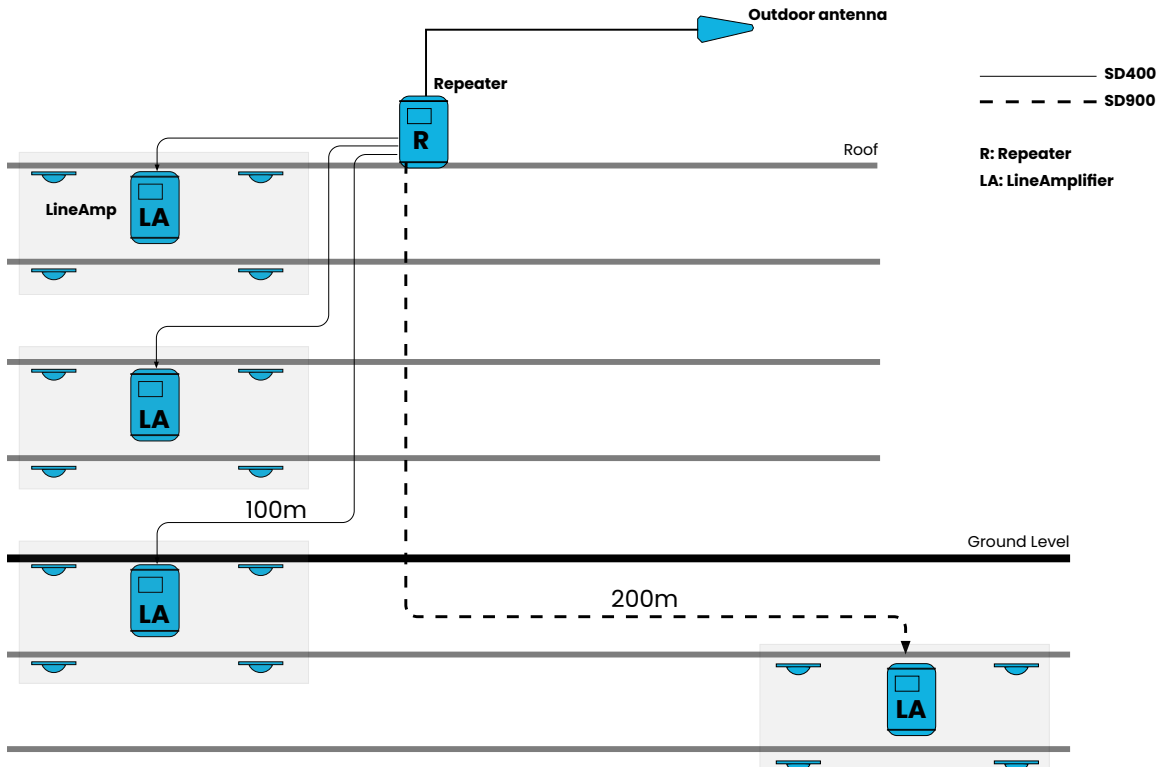 Outdoor antenna
Repeater
SD400
SD900
R
Roof
R: Repeater
LA: LineAmplifier
LineAmp
LA
LA
100m
Ground Level
LA
200m
LA